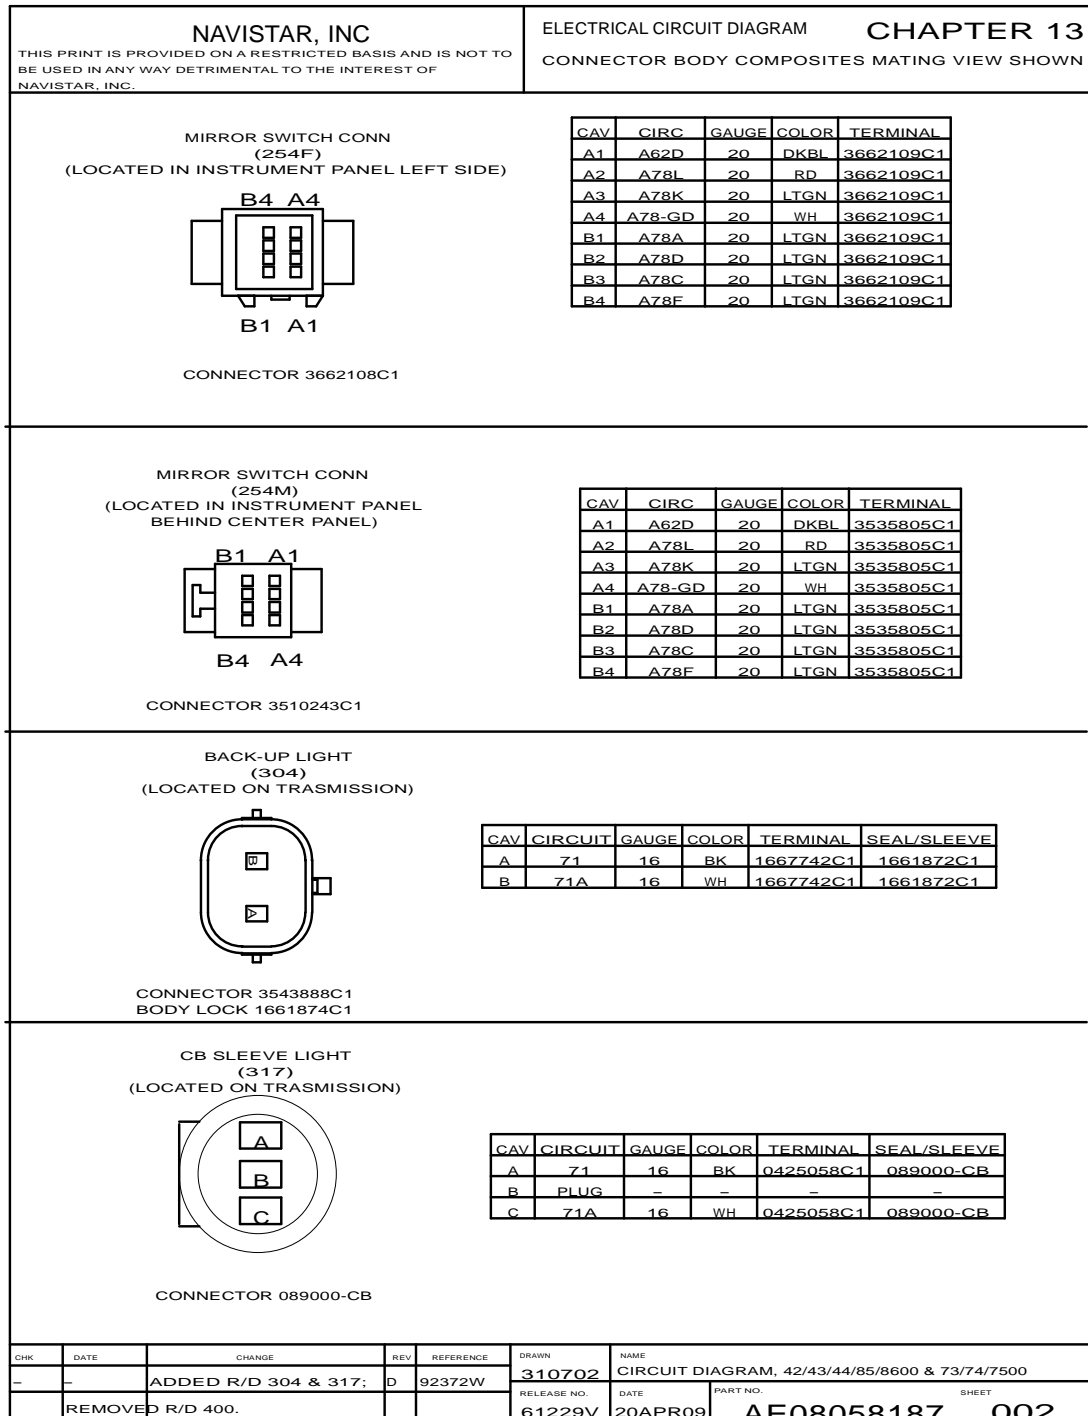 NAVISTAR, INC
THIS PRINT IS PROVIDED ON A RESTRICTED BASIS AND IS NOT TO
BE USED IN ANY WAY DETRIMENTAL TO THE INTEREST OF
NAVISTAR, INC.
ELECTRICAL CIRCUIT DIAGRAM CHAPTER 13
CONNECTOR BODY COMPOSITES MATING VIEW SHOWN
MIRROR SWITCH CONN
(254F)
(LOCATED IN INSTRUMENT PANEL LEFT SIDE)
B4 A4
B1 A1
CONNECTOR 3662108C1
CAV CIRC GAUGE COLOR TERMINAL
A1 A62D 20 DKBL 3662109C1
A2 A78L 20 RD 3662109C1
A3 A78K 20 LTGN 3662109C1
A4 A78-GD 20 WH 3662109C1
B1 A78A 20 LTGN 3662109C1
B2 A78D 20 LTGN 3662109C1
B3 A78C 20 LTGN 3662109C1
B4 A78F 20 LTGN 3662109C1
MIRROR SWITCH CONN
(254M)
(LOCATED IN INSTRUMENT PANEL
BEHIND CENTER PANEL)
B1 A1
B4 A4
CONNECTOR 3510243C1
CAV CIRC GAUGE COLOR TERMINAL
A1 A62D 20 DKBL 3535805C1
A2 A78L 20 RD 3535805C1
A3 A78K 20 LTGN 3535805C1
A4 A78-GD 20 WH 3535805C1
B1 A78A 20 LTGN 3535805C1
B2 A78D 20 LTGN 3535805C1
B3 A78C 20 LTGN 3535805C1
B4 A78F 20 LTGN 3535805C1
BACK-UP LIGHT
(304)
(LOCATED ON TRASMISSION)
B
A
CONNECTOR 3543888C1
BODY LOCK 1661874C1
CAV CIRCUIT GAUGE COLOR TERMINAL SEAL/SLEEVE
A 71 16 BK 1667742C1 1661872C1
B 71A 16 WH 1667742C1 1661872C1
CB SLEEVE LIGHT
(317)
(LOCATED ON TRASMISSION)
A
B
C
CONNECTOR 089000-CB
CAV CIRCUIT GAUGE COLOR TERMINAL SEAL/SLEEVE
A 71 16 BK 0425058C1 089000-CB
B PLUG – – – –
C 71A 16 WH 0425058C1 089000-CB
CHK DATE CHANGE REV REFERENCE
– – ADDED R/D 304 & 317; D 92372W
REMOVED R/D 400.
DRAWN
310702
NAME
CIRCUIT DIAGRAM, 42/43/44/85/8600 & 73/74/7500
RELEASE NO. DATE PART NO. SHEET
61229V 20APR09 AE08058187 002